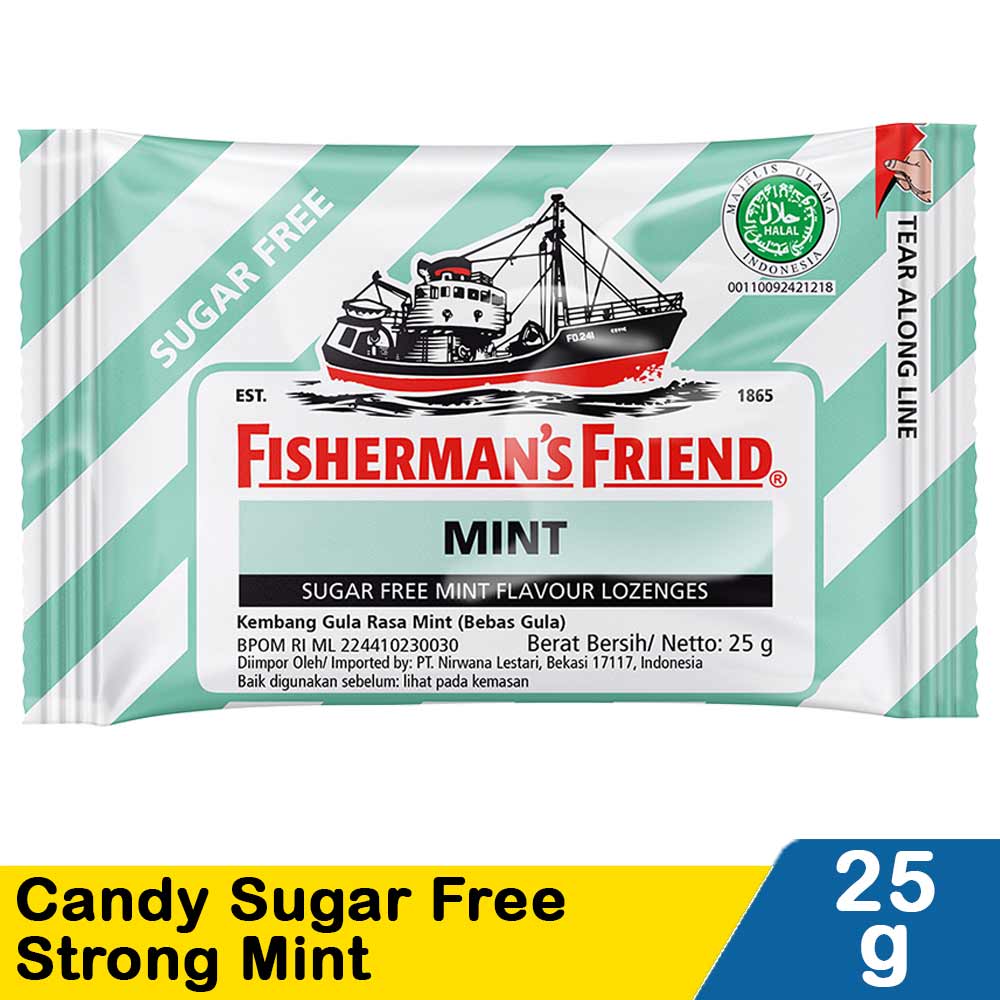 SUGAR FREE
MAJELIS ULAMA
حلال
HALAL
INDONESIA
00110092421218
TEAR ALONG LINE
FD.241
EST.
1865
FISHERMAN'S FRIEND®
MINT
SUGAR FREE MINT FLAVOUR LOZENGES
Kembang Gula Rasa Mint (Bebas Gula)
BPOM RI ML 224410230030
Berat Bersih/ Netto: 25 g
Diimpor Oleh/ Imported by: PT. Nirwana Lestari, Bekasi 17117, Indonesia
Baik digunakan sebelum: lihat pada kemasan
Candy Sugar Free
Strong Mint
25
g